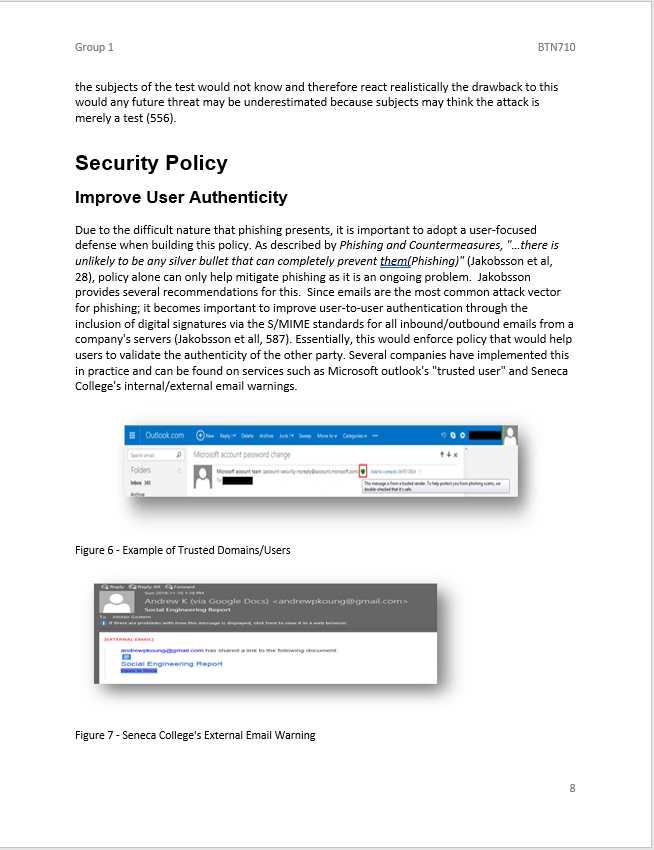 Group 1 BTN710
the subjects of the test would not know and therefore react realistically the drawback to this
would any future threat may be underestimated because subjects may think the attack is
merely a test (556).
Security Policy
Improve User Authenticity
Due to the difficult nature that phishing presents, it is important to adopt a user-focused
defense when building this policy. As described by Phishing and Countermeasures, "...there is
unlikely to be any silver bullet that can completely prevent them(Phishing)" (Jakobsson et al,
28), policy alone can only help mitigate phishing as it is an ongoing problem.  Jakobsson
provides several recommendations for this.  Since emails are the most common attack vector
for phishing; it becomes important to improve user-to-user authentication through the
inclusion of digital signatures via the S/MIME standards for all inbound/outbound emails from a
company's servers (Jakobsson et all, 587). Essentially, this would enforce policy that would help
users to validate the authenticity of the other party. Several companies have implemented this
in practice and can be found on services such as Microsoft outlook's "trusted user" and Seneca
College's internal/external email warnings.
Outlook.com New Reply Delete Archive Junk Sweep Move to Categories ...
Search email Microsoft account password change
Folders Microsoft account team (account-security-noreply@account.microsoft.com) Add to contacts
Inbox To:
This message is from a trusted sender. To help protect you from phishing scams, we
Archive double-checked that it's safe.
Figure 6 - Example of Trusted Domains/Users
Reply Reply All Forward
Andrew K (via Google Docs) <andrewpkoung@gmail.com>
Social Engineering Report
To
If there are problems with how this message is displayed, click here to view it in a web browser.
[EXTERNAL EMAIL]
andrewpkoung@gmail.com has shared a link to the following document:
Social Engineering Report
Open in Docs
Figure 7 - Seneca College's External Email Warning
8